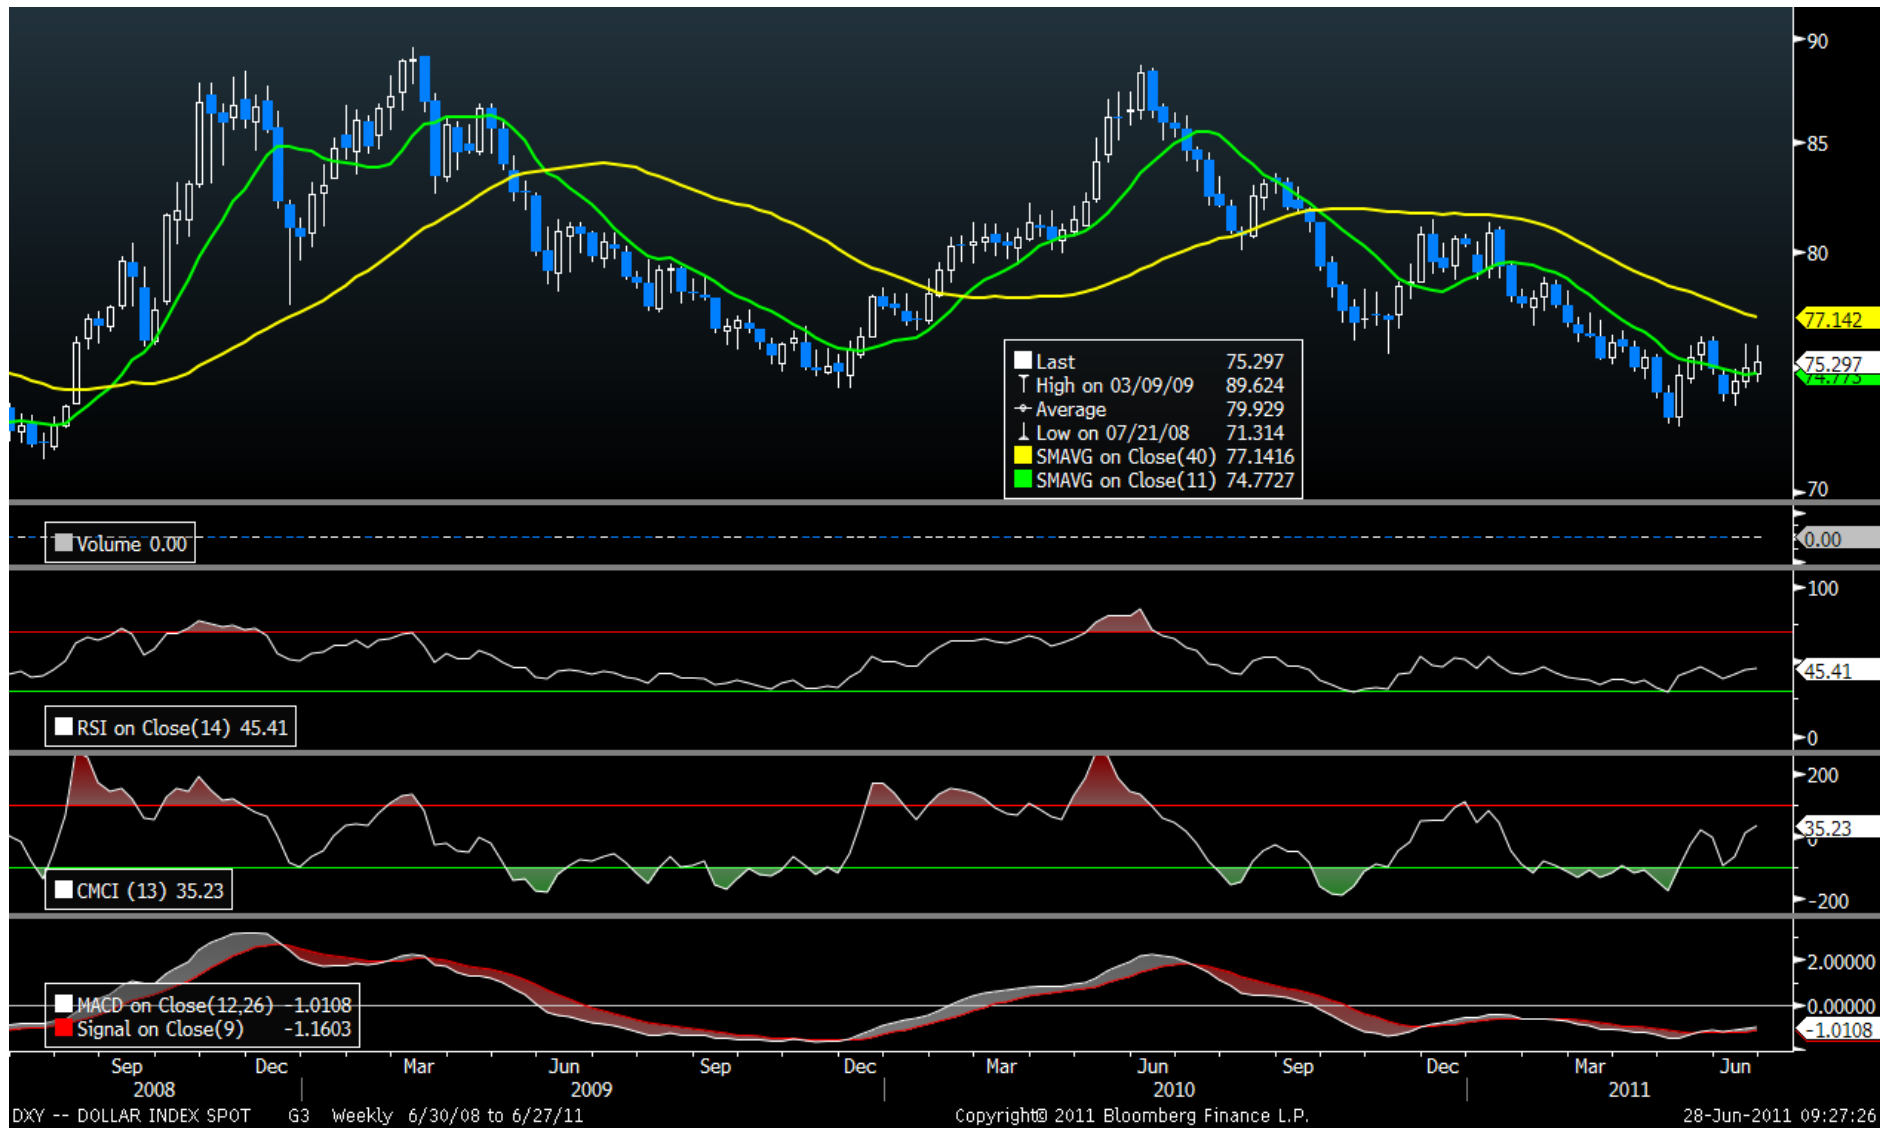 90
85
80
77.142
75.297
74.773
70
Last 75.297
High on 03/09/09 89.624
Average 79.929
Low on 07/21/08 71.314
SMAVG on Close(40) 77.1416
SMAVG on Close(11) 74.7727
Volume 0.00
0.00
100
45.41
0
RSI on Close(14) 45.41
200
35.23
0
-200
CMCI (13) 35.23
2.00000
0.00000
-1.0108
MACD on Close(12,26) -1.0108
Signal on Close(9) -1.1603
Sep Dec Mar Jun Sep Dec Mar Jun Sep Dec Mar Jun
2008 2009 2010 2011
DXY -- DOLLAR INDEX SPOT G3 Weekly 6/30/08 to 6/27/11 Copyright© 2011 Bloomberg Finance L.P. 28-Jun-2011 09:27:26